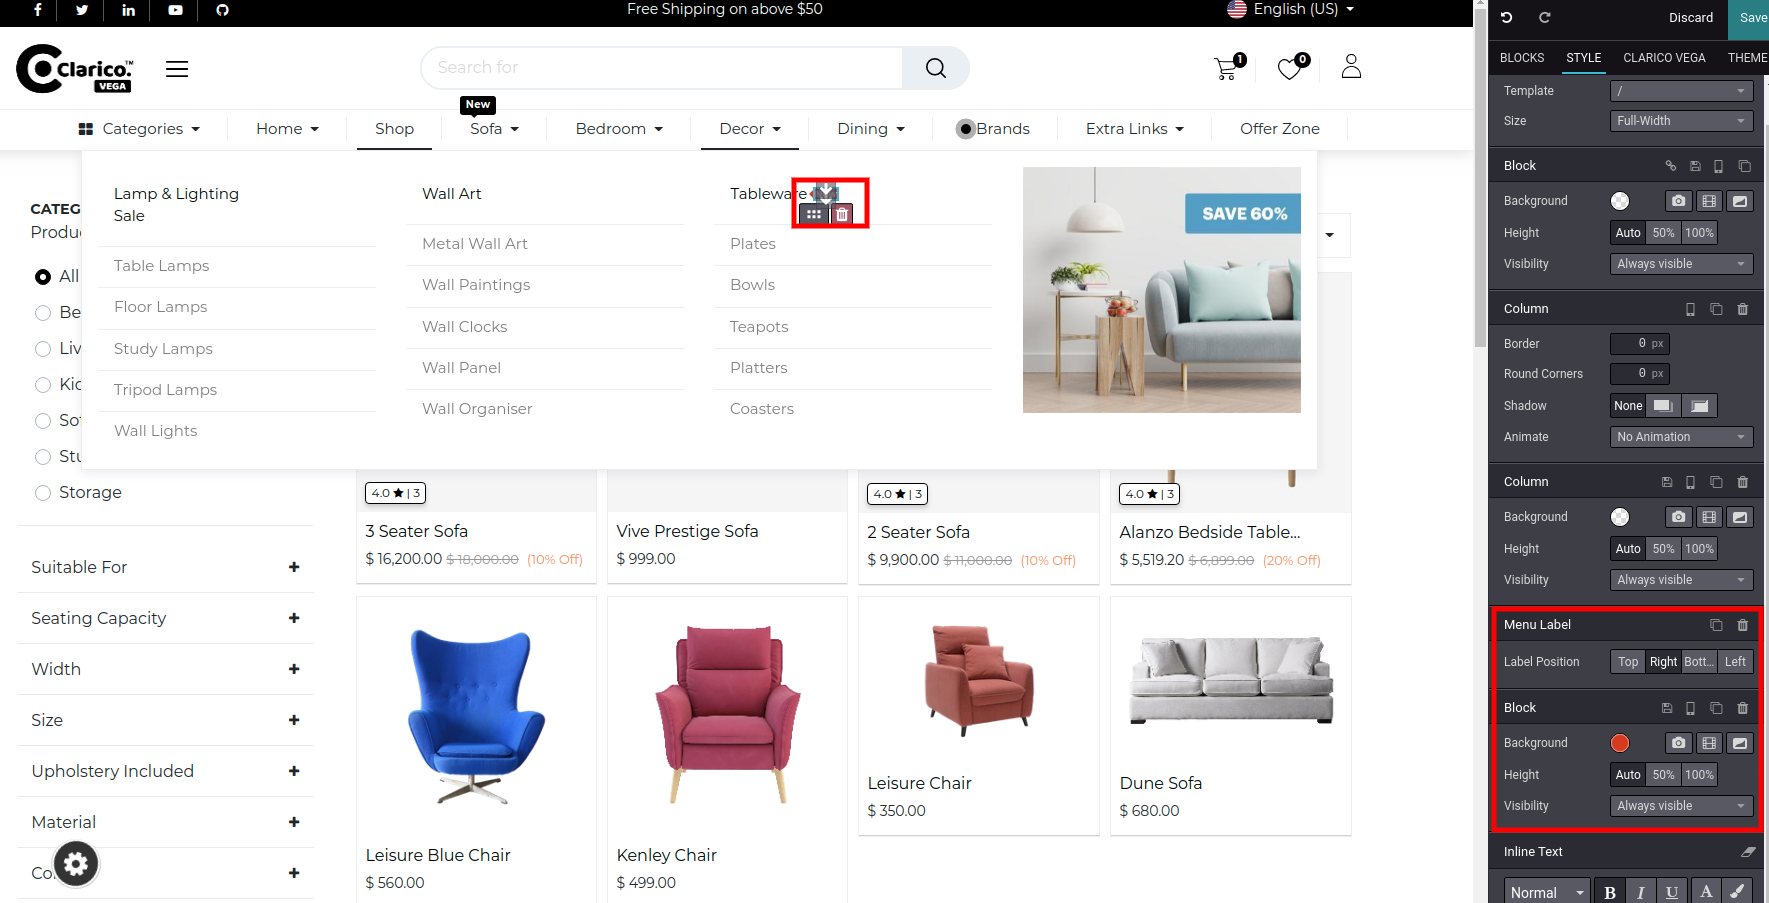 Free Shipping on above $50
English (US)
Discard
Save
Clarico.™
VEGA
Search for
1
0
BLOCKS
STYLE
CLARICO VEGA
THEME
Template
/
Size
Full-Width
New
Categories
Home
Shop
Sofa
Bedroom
Decor
Dining
Brands
Extra Links
Offer Zone
Lamp & Lighting
Sale
Table Lamps
Floor Lamps
Study Lamps
Tripod Lamps
Wall Lights
Wall Art
Metal Wall Art
Wall Paintings
Wall Clocks
Wall Panel
Wall Organiser
Tableware
Plates
Bowls
Teapots
Platters
Coasters
SAVE 60%
CATEG
Produc
All
Be
Liv
Kid
Sof
Stu
Storage
Suitable For
Seating Capacity
Width
Size
Upholstery Included
Material
Co
4.0 ★ | 3
3 Seater Sofa
$ 16,200.00 $ 18,000.00 (10% Off)
Vive Prestige Sofa
$ 999.00
4.0 ★ | 3
2 Seater Sofa
$ 9,900.00 $ 11,000.00 (10% Off)
4.0 ★ | 3
Alanzo Bedside Table...
$ 5,519.20 $ 6,899.00 (20% Off)
Leisure Blue Chair
$ 560.00
Kenley Chair
$ 499.00
Leisure Chair
$ 350.00
Dune Sofa
$ 680.00
Block
Background
Height
Auto 50% 100%
Visibility
Always visible
Column
Border
0 px
Round Corners
0 px
Shadow
None
Animate
No Animation
Column
Background
Height
Auto 50% 100%
Visibility
Always visible
Menu Label
Label Position
Top Right Bott... Left
Block
Background
Height
Auto 50% 100%
Visibility
Always visible
Inline Text
Normal
B I U A